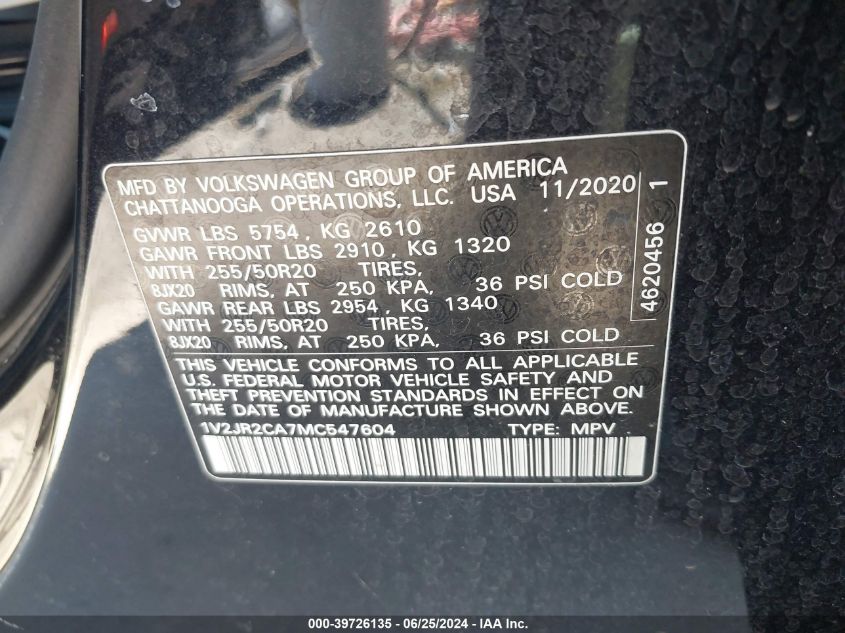 MFD BY VOLKSWAGEN GROUP OF AMERICA
CHATTANOOGA OPERATIONS, LLC. USA 11/2020
GVWR LBS 5754, KG 2610
GAWR FRONT LBS 2910, KG 1320
WITH 255/50R20 TIRES,
8JX20 RIMS, AT 250 KPA, 36 PSI COLD
GAWR REAR LBS 2954, KG 1340
WITH 255/50R20 TIRES,
8JX20 RIMS, AT 250 KPA, 36 PSI COLD
THIS VEHICLE CONFORMS TO ALL APPLICABLE
U.S. FEDERAL MOTOR VEHICLE SAFETY AND
THEFT PREVENTION STANDARDS IN EFFECT ON
THE DATE OF MANUFACTURE SHOWN ABOVE.
1V2JR2CA7MC547604 TYPE: MPV
4620456 1
000-39726135 - 06/25/2024 - COPYRIGHT IAA, LLC.